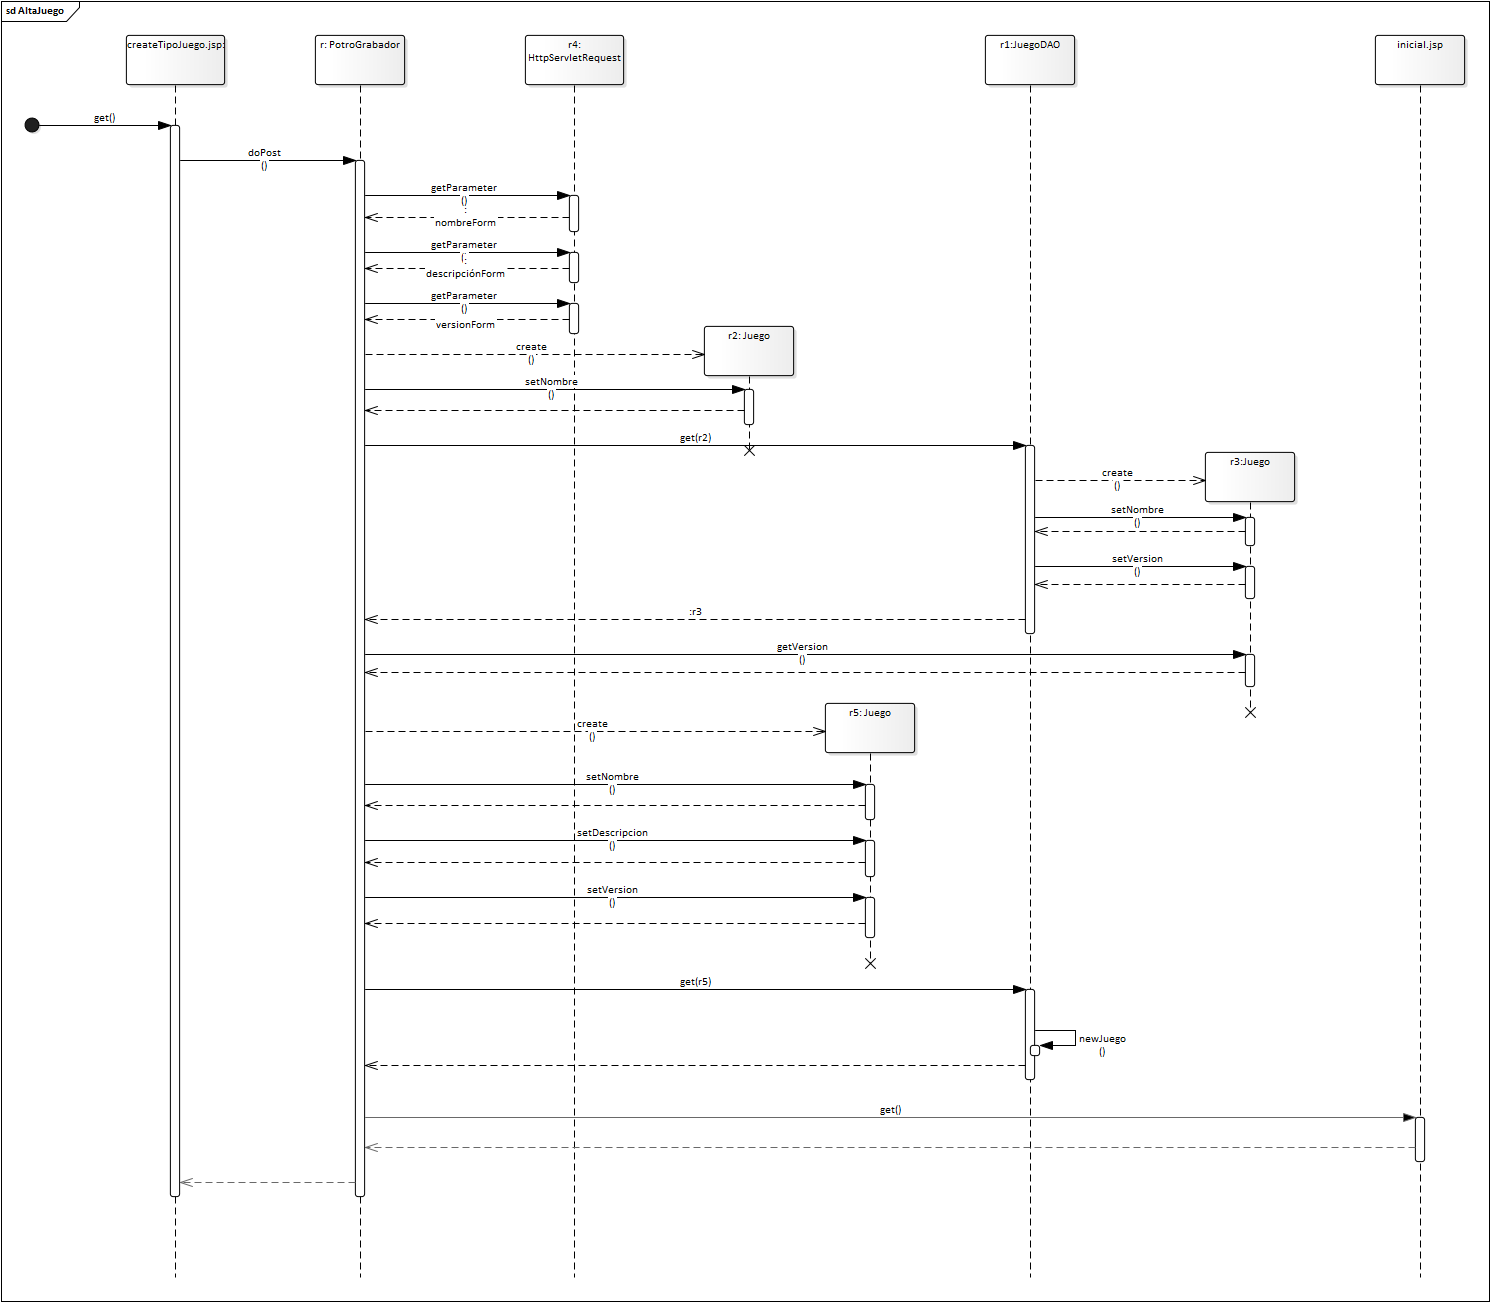 sd AltaJuego
createTipoJuego.jsp:
r: PotroGrabador
r4:
HttpServletRequest
r1:JuegoDAO
inicial.jsp
get()
doPost
()
getParameter
()
:
nombreForm
getParameter
(:
:
descripciónForm
getParameter
()
versionForm
r2: Juego
create
()
setNombre
()
get(r2)
r3:Juego
create
()
setNombre
()
setVersion
()
:r3
getVersion
()
r5: Juego
create
()
setNombre
()
setDescripcion
()
setVersion
()
get(r5)
newJuego
()
get()